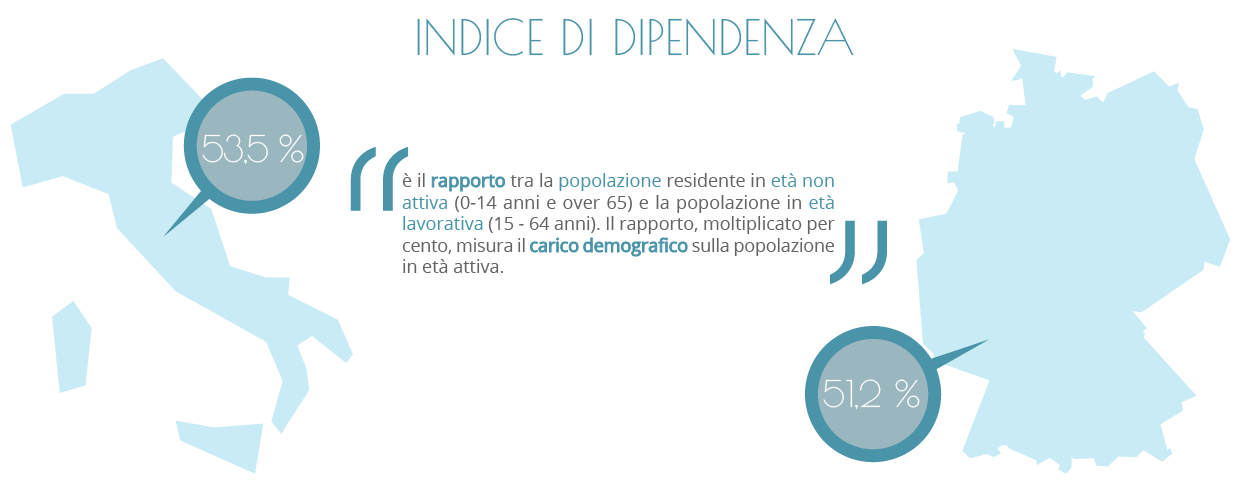 INDICE DI DIPENDENZA
53,5 %
è il rapporto tra la popolazione residente in età non
attiva (0-14 anni e over 65) e la popolazione in età
lavorativa (15 - 64 anni). Il rapporto, moltiplicato per
cento, misura il carico demografico sulla popolazione
in età attiva.
51,2 %